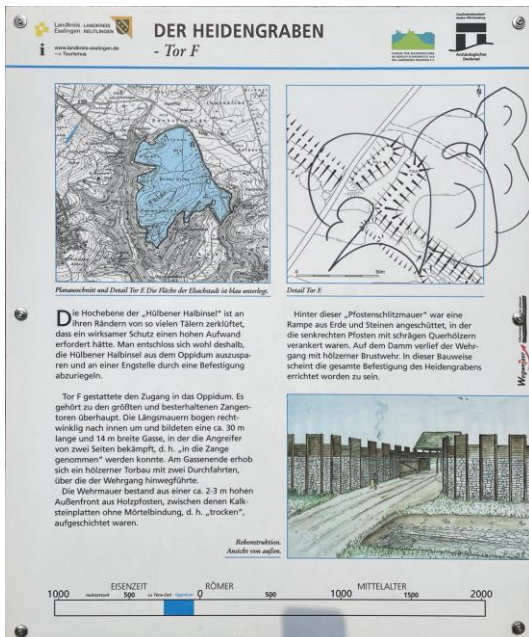 Landkreis
Esslingen
LANDKREIS
REUTLINGEN
DER HEIDENGRABEN
- Tor F
i
www.landkreis-esslingen.de
--> Tourismus
Landesdenkmalamt
Baden-Württemberg
Archäologisches
Denkmal
N
0
50m
Planausschnitt und Detail Tor F. Die Fläche der Elsachstadt ist blau unterlegt.
Detail Tor F.
Die Hochebene der „Hülbener Halbinsel“ ist an
ihren Rändern von so vielen Tälern zerklüftet,
dass ein wirksamer Schutz einen hohen Aufwand
erfordert hätte. Man entschloss sich wohl deshalb,
die Hülbener Halbinsel aus dem Oppidum auszuspa-
ren und an einer Engstelle durch eine Befestigung
abzuriegeln.
Tor F gestattete den Zugang in das Oppidum. Es
gehört zu den größten und besterhaltenen Zangen-
toren überhaupt. Die Längsmauern bogen recht-
winklig nach innen um und bildeten eine ca. 30 m
lange und 14 m breite Gasse, in der die Angreifer
von zwei Seiten bekämpft, d. h. „in die Zange
genommen“ werden konnte. Am Gassenende erhob
sich ein hölzerner Torbau mit zwei Durchfahrten,
über die der Wehrgang hinwegführte.
Die Wehrmauer bestand aus einer ca. 2-3 m hohen
Außenfront aus Holzpfosten, zwischen denen Kalk-
steinplatten ohne Mörtelbindung, d. h. „trocken“,
aufgeschichtet waren.
Hinter dieser „Pfostenschlitzmauer“ war eine
Rampe aus Erde und Steinen angeschüttet, in der
die senkrechten Pfosten mit schrägen Querhölzern
verankert waren. Auf dem Damm verlief der Wehr-
gang mit hölzerner Brustwehr. In dieser Bauweise
scheint die gesamte Befestigung des Heidengrabens
errichtet worden zu sein.
Wegweiser
Rekonstruktion.
Ansicht von außen.
EISENZEIT
RÖMER
MITTELALTER
1000
Hallstattzeit
500
La Tène-Zeit
Oppidum
0
500
1000
1500
2000